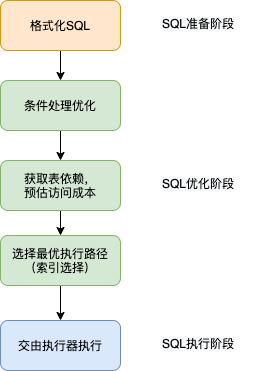 格式化SQL
SQL准备阶段
条件处理优化
获取表依赖，
预估访问成本
SQL优化阶段
选择最优执行路径
（索引选择）
交由执行器执行
SQL执行阶段